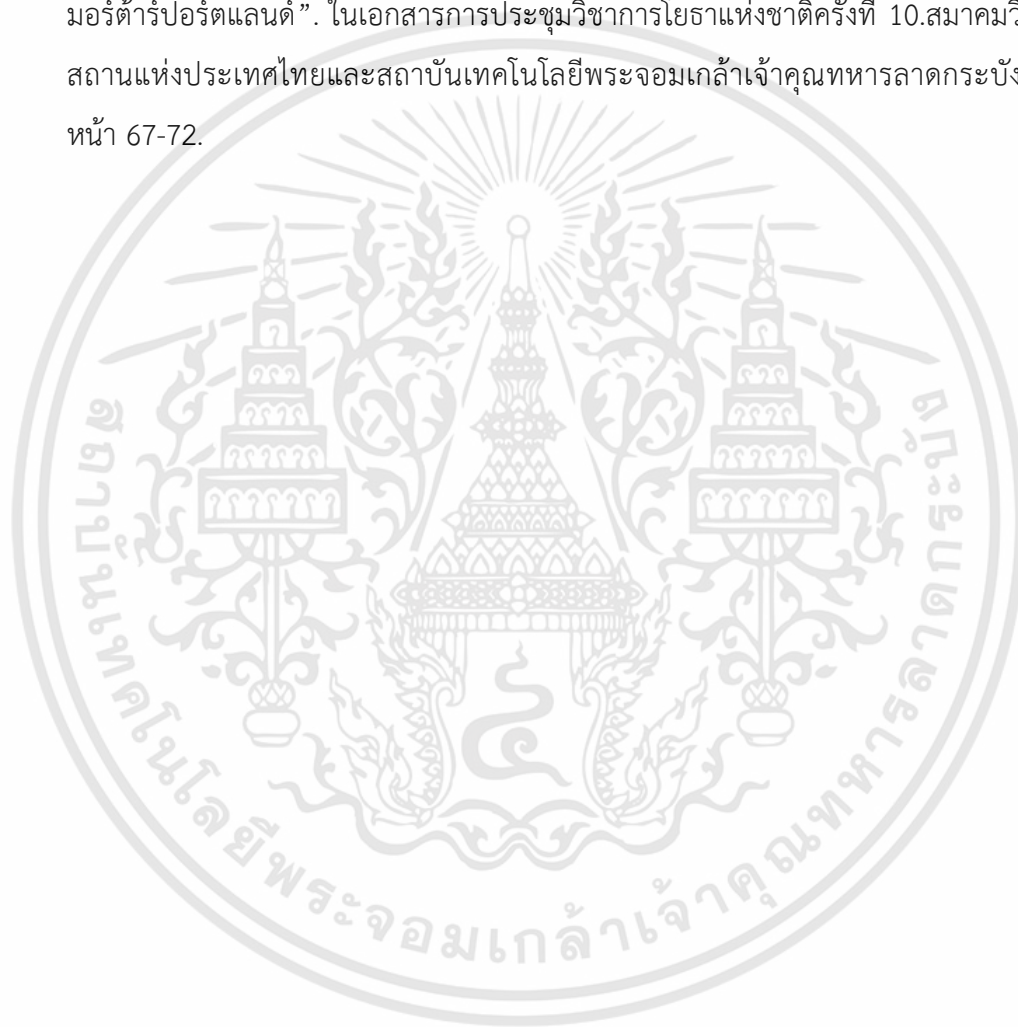 มอร์ต้าร์ปอร์ตแลนด์”. ในเอกสารการประชุมวิชาการโยธาแห่งชาติครั้งที่ 10.สมาคมวิ
สถานแห่งประเทศไทยและสถาบันเทคโนโลยีพระจอมเกล้าเจ้าคุณทหารลาดกระบัง
หน้า 67-72.
สถาบันเทคโนโลยีพระจอมเกล้าเจ้าคุณทหารลาดกระบัง
๔